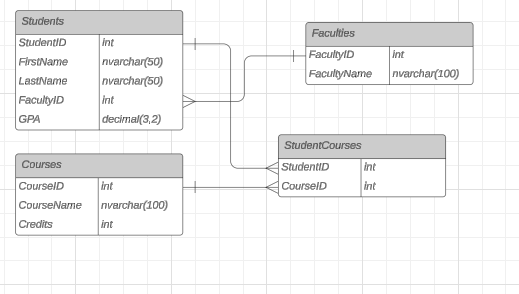 Students
StudentID int
FirstName nvarchar(50)
LastName nvarchar(50)
FacultyID int
GPA decimal(3,2)
Faculties
FacultyID int
FacultyName nvarchar(100)
StudentCourses
StudentID int
CourseID int
Courses
CourseID int
CourseName nvarchar(100)
Credits int